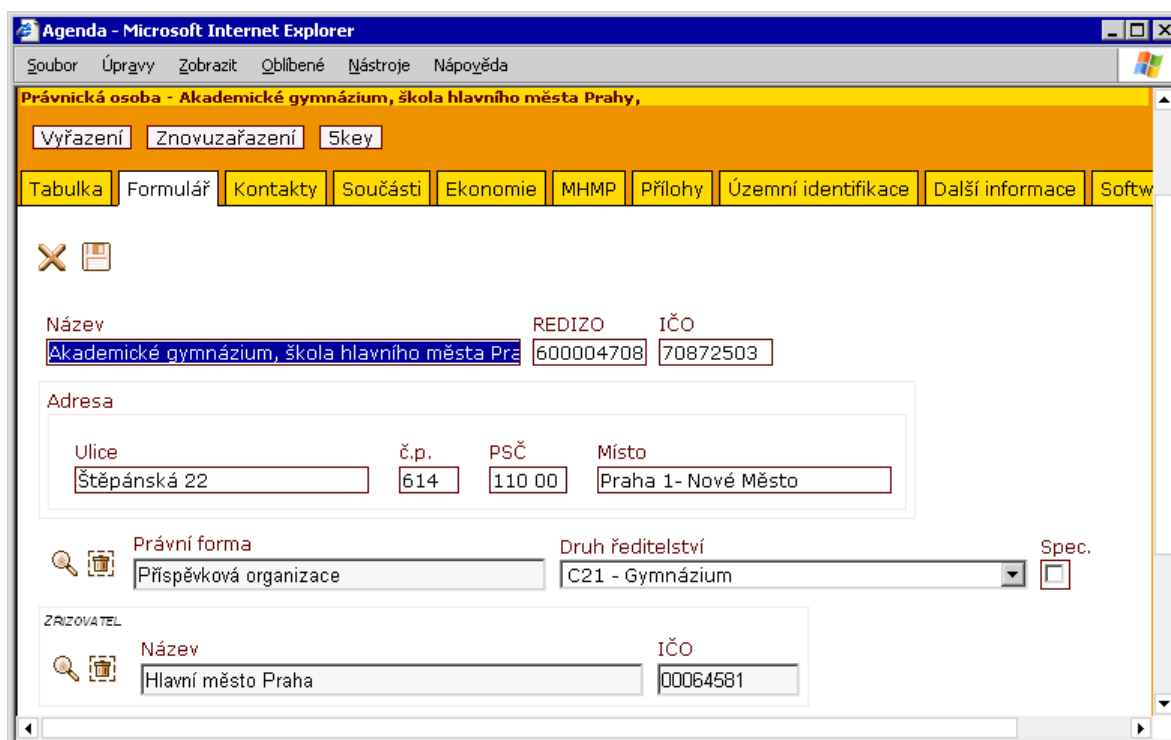 Agenda - Microsoft Internet Explorer
Soubor Úpravy Zobrazit Oblíbené Nástroje Nápověda
Právnická osoba - Akademické gymnázium, škola hlavního města Prahy,
Vyřazení Znovuzařazení 5key
Tabulka Formulář Kontakty Součásti Ekonomie MHMP Přílohy Územní identifikace Další informace Softw
Název REDIZO IČO
Akademické gymnázium, škola hlavního města Pra 600004708 70872503
Adresa
Ulice č.p. PSČ Místo
Štěpánská 22 614 110 00 Praha 1- Nové Město
Právní forma Druh ředitelství Spec.
Příspěvková organizace C21 - Gymnázium
ZŘIZOVATEL
Název IČO
Hlavní město Praha 00064581